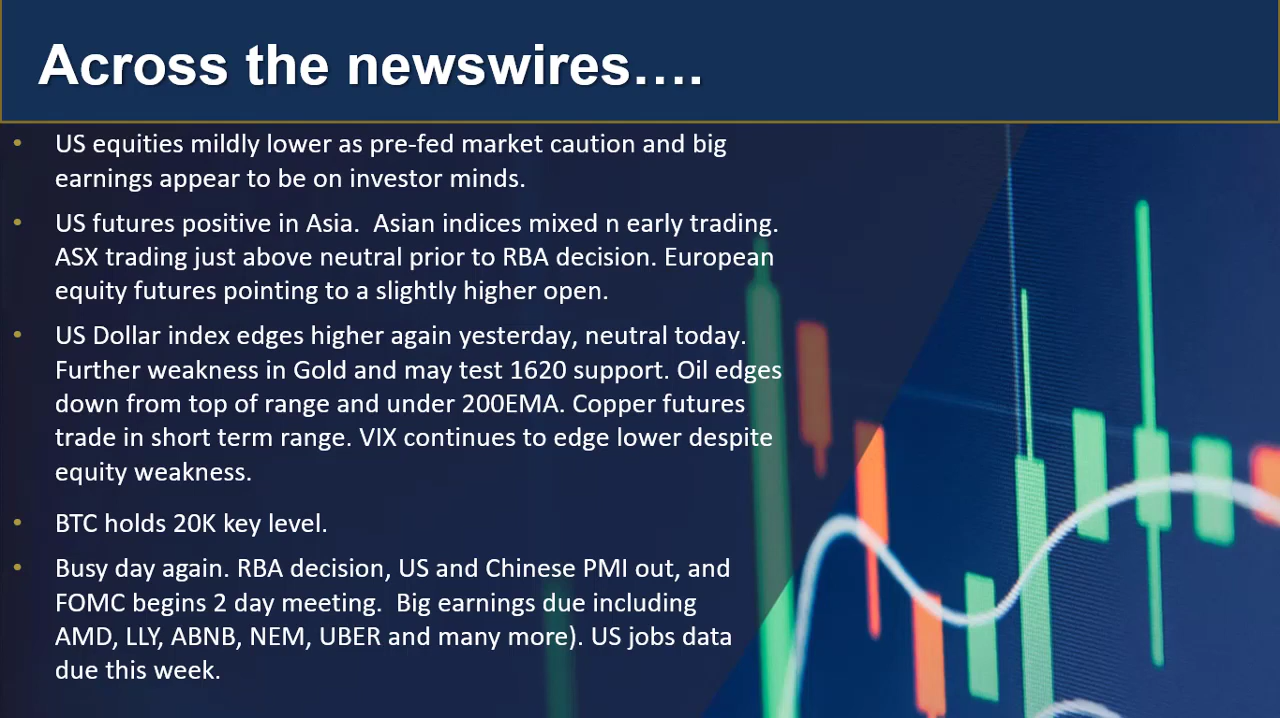 Across the newswires….
• US equities mildly lower as pre-fed market caution and big
earnings appear to be on investor minds.
• US futures positive in Asia.  Asian indices mixed n early trading.
ASX trading just above neutral prior to RBA decision. European
equity futures pointing to a slightly higher open.
• US Dollar index edges higher again yesterday, neutral today.
Further weakness in Gold and may test 1620 support. Oil edges
down from top of range and under 200EMA. Copper futures
trade in short term range. VIX continues to edge lower despite
equity weakness.
• BTC holds 20K key level.
• Busy day again. RBA decision, US and Chinese PMI out, and
FOMC begins 2 day meeting.  Big earnings due including
AMD, LLY, ABNB, NEM, UBER and many more). US jobs data
due this week.